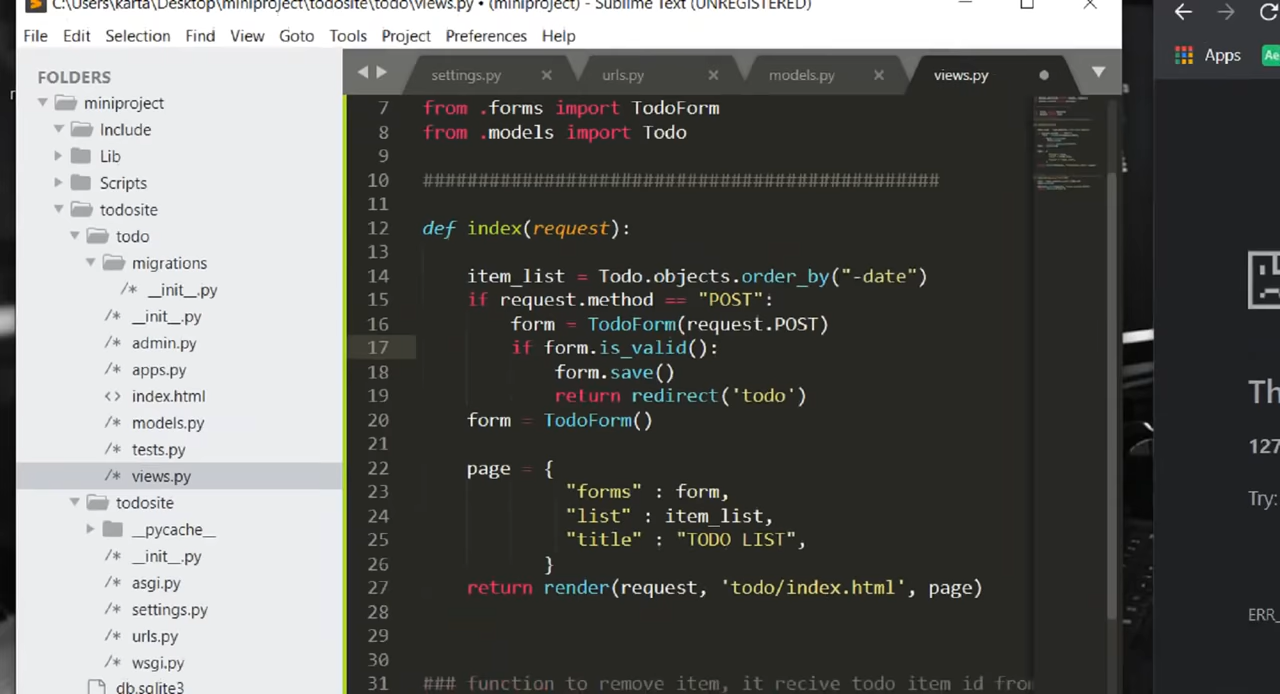 C:\Users\karta\Desktop\miniproject\todosite\todo\views.py • (miniproject) - Sublime Text (UNREGISTERED)
File Edit Selection Find View Goto Tools Project Preferences Help
Apps
FOLDERS
miniproject
Include
Lib
Scripts
todosite
todo
migrations
/* __init__.py
/* __init__.py
/* admin.py
/* apps.py
<> index.html
/* models.py
/* tests.py
/* views.py
todosite
__pycache__
/* __init__.py
/* asgi.py
/* settings.py
/* urls.py
/* wsgi.py
db.sqlite3
settings.py urls.py models.py views.py
7 from .forms import TodoForm
8 from .models import Todo
9
10 ###############################################
11
12 def index(request):
13
14 item_list = Todo.objects.order_by("-date")
15 if request.method == "POST":
16 form = TodoForm(request.POST)
17 if form.is_valid():
18 form.save()
19 return redirect('todo')
20 form = TodoForm()
21
22 page = {
23 "forms" : form,
24 "list" : item_list,
25 "title" : "TODO LIST",
26 }
27 return render(request, 'todo/index.html', page)
28
29
30
31 ### function to remove item, it recive todo item id from
Th
127
Try:
ERR_